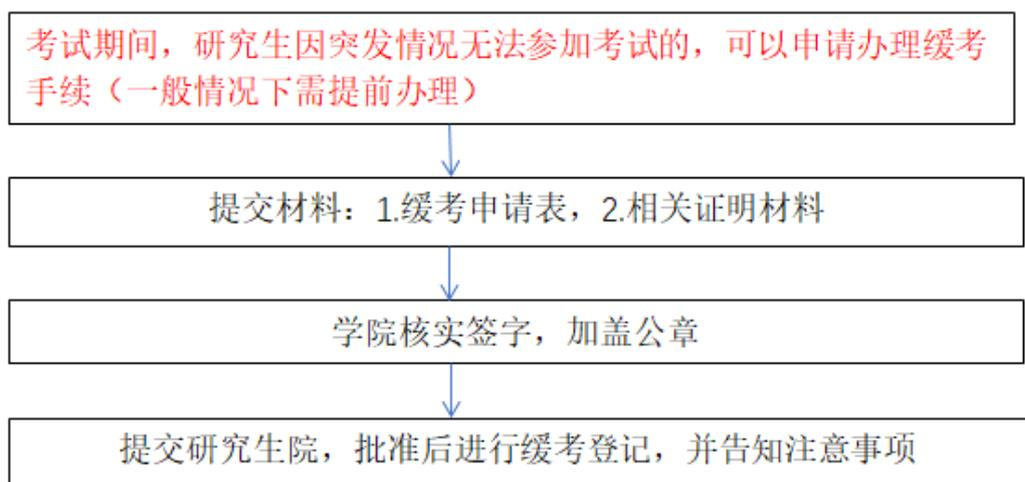 考试期间，研究生因突发情况无法参加考试的，可以申请办理缓考
手续（一般情况下需提前办理）
提交材料：1.缓考申请表，2.相关证明材料
学院核实签字，加盖公章
提交研究生院，批准后进行缓考登记，并告知注意事项